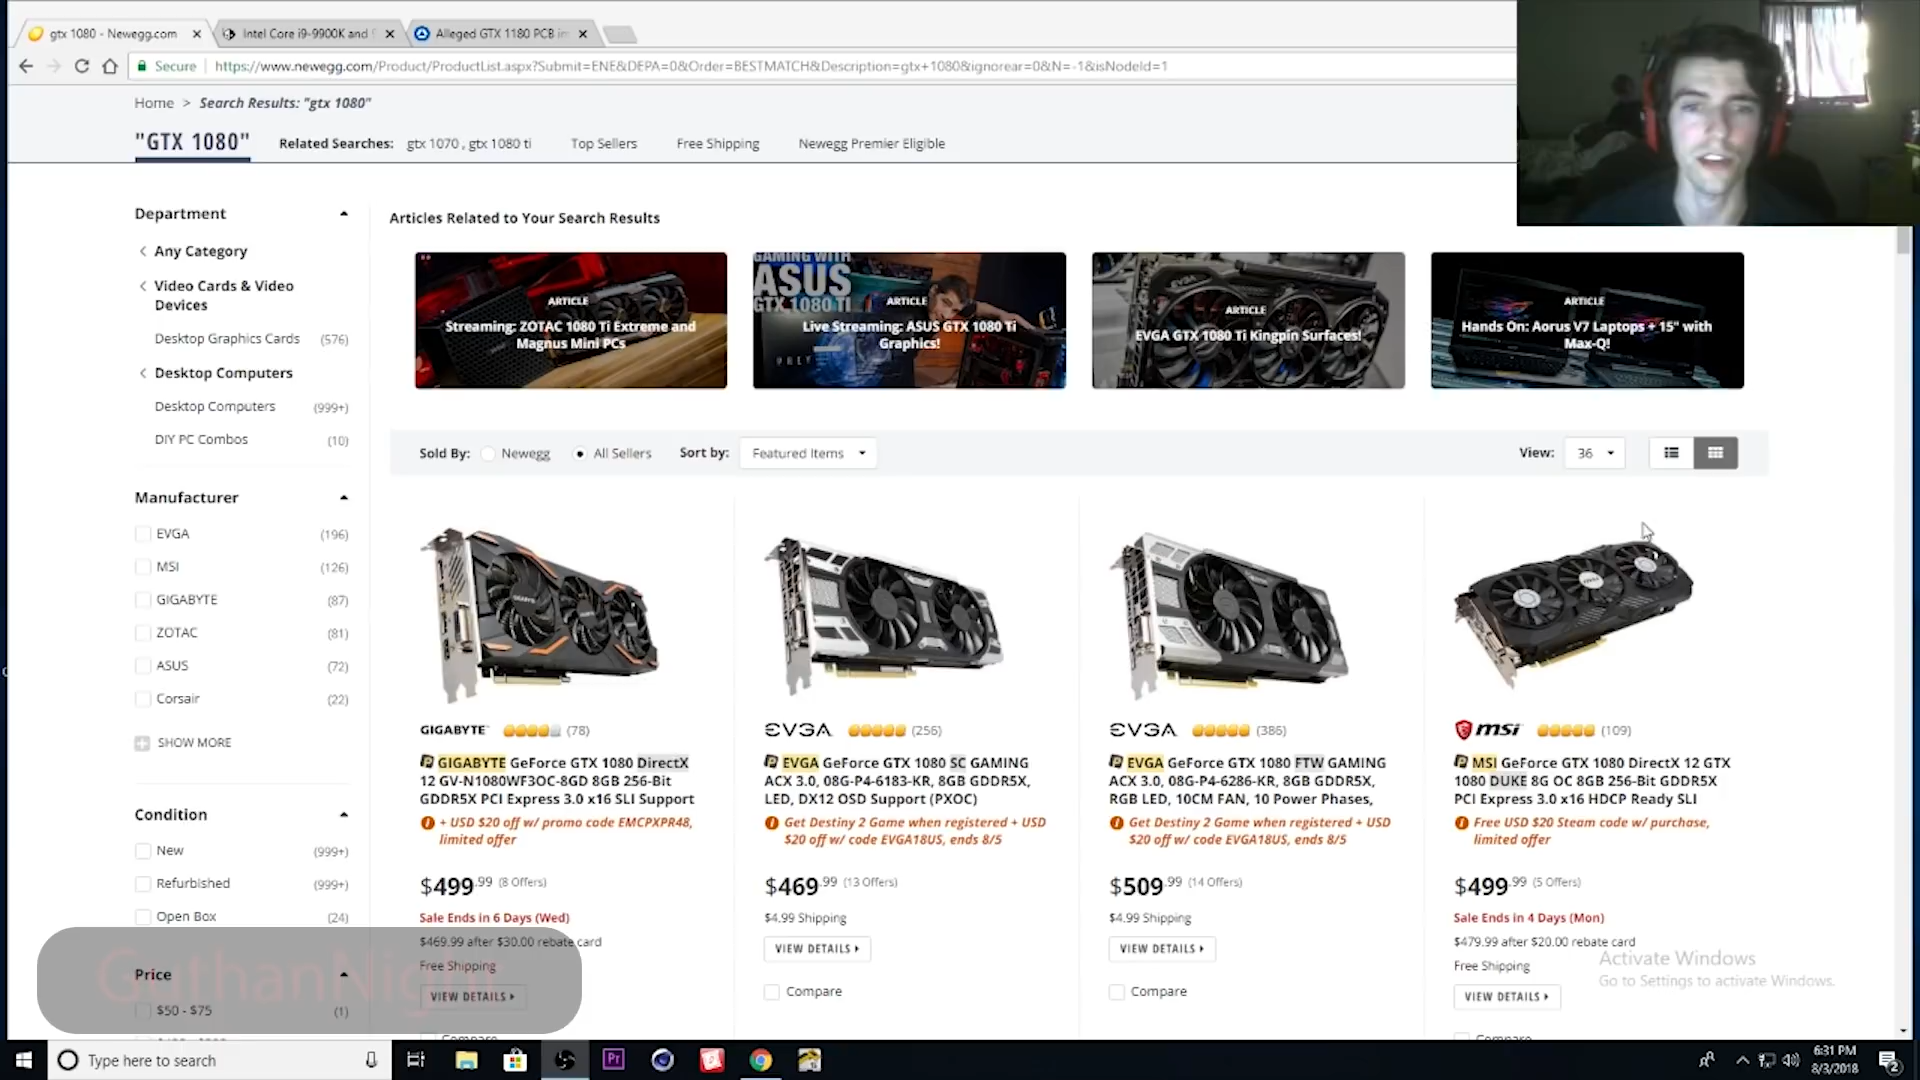 gtx 1080 - Newegg.com
Intel Core i9-9900K and
Alleged GTX 1180 PCB im
Secure
https://www.newegg.com/Product/ProductList.aspx?Submit=ENE&DEPA=0&Order=BESTMATCH&Description=gtx+1080&ignorear=0&N=-1&isNodeId=1
Home > Search Results: "gtx 1080"
"GTX 1080"
Related Searches: gtx 1070 , gtx 1080 ti
Top Sellers
Free Shipping
Newegg Premier Eligible
Department
Any Category
Video Cards & Video
Devices
Desktop Graphics Cards (576)
Desktop Computers
Desktop Computers (999+)
DIY PC Combos (10)
Manufacturer
EVGA (196)
MSI (126)
GIGABYTE (87)
ZOTAC (81)
ASUS (72)
Corsair (22)
SHOW MORE
Condition
New (999+)
Refurbished (999+)
Open Box (24)
Price
$50 - $75 (1)
GuthanNight
Articles Related to Your Search Results
ARTICLE
Streaming: ZOTAC 1080 Ti Extreme and
Magnus Mini PCs
GAMING WITH
ASUS
GTX 1080 TI
PREY
ARTICLE
Live Streaming: ASUS GTX 1080 Ti
Graphics!
ARTICLE
EVGA GTX 1080 Ti Kingpin Surfaces!
ARTICLE
Hands On: Aorus V7 Laptops + 15" with
Max-Q!
Sold By: Newegg All Sellers
Sort by: Featured Items
View: 36
GIGABYTE (78)
GIGABYTE GeForce GTX 1080 DirectX
12 GV-N1080WF3OC-8GD 8GB 256-Bit
GDDR5X PCI Express 3.0 x16 SLI Support
+ USD $20 off w/ promo code EMCPXPR48,
limited offer
$499.99 (8 Offers)
Sale Ends in 6 Days (Wed)
$469.99 after $30.00 rebate card
Free Shipping
VIEW DETAILS
Compare
EVGA (256)
EVGA GeForce GTX 1080 SC GAMING
ACX 3.0, 08G-P4-6183-KR, 8GB GDDR5X,
LED, DX12 OSD Support (PXOC)
Get Destiny 2 Game when registered + USD
$20 off w/ code EVGA18US, ends 8/5
$469.99 (13 Offers)
$4.99 Shipping
VIEW DETAILS
Compare
EVGA (386)
EVGA GeForce GTX 1080 FTW GAMING
ACX 3.0, 08G-P4-6286-KR, 8GB GDDR5X,
RGB LED, 10CM FAN, 10 Power Phases,
Get Destiny 2 Game when registered + USD
$20 off w/ code EVGA18US, ends 8/5
$509.99 (14 Offers)
$4.99 Shipping
VIEW DETAILS
Compare
msi (109)
MSI GeForce GTX 1080 DirectX 12 GTX
1080 DUKE 8G OC 8GB 256-Bit GDDR5X
PCI Express 3.0 x16 HDCP Ready SLI
Free USD $20 Steam code w/ purchase,
limited offer
$499.99 (5 Offers)
Sale Ends in 4 Days (Mon)
$479.99 after $20.00 rebate card
Free Shipping
VIEW DETAILS
Compare
Activate Windows
Go to Settings to activate Windows.
Type here to search
Pr
6:31 PM
8/3/2018
2